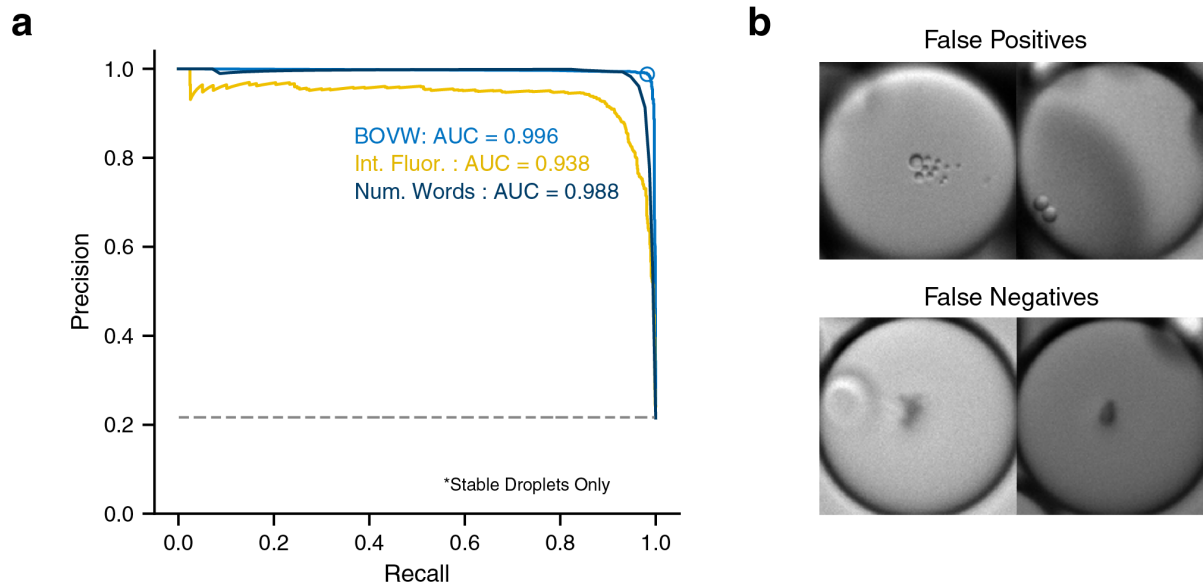 a
1.0
0.8
0.6
0.4
0.2
0.0
Precision
BOVW: AUC = 0.996
Int. Fluor. : AUC = 0.938
Num. Words : AUC = 0.988
*Stable Droplets Only
0.0 0.2 0.4 0.6 0.8 1.0
Recall
b
False Positives
False Negatives